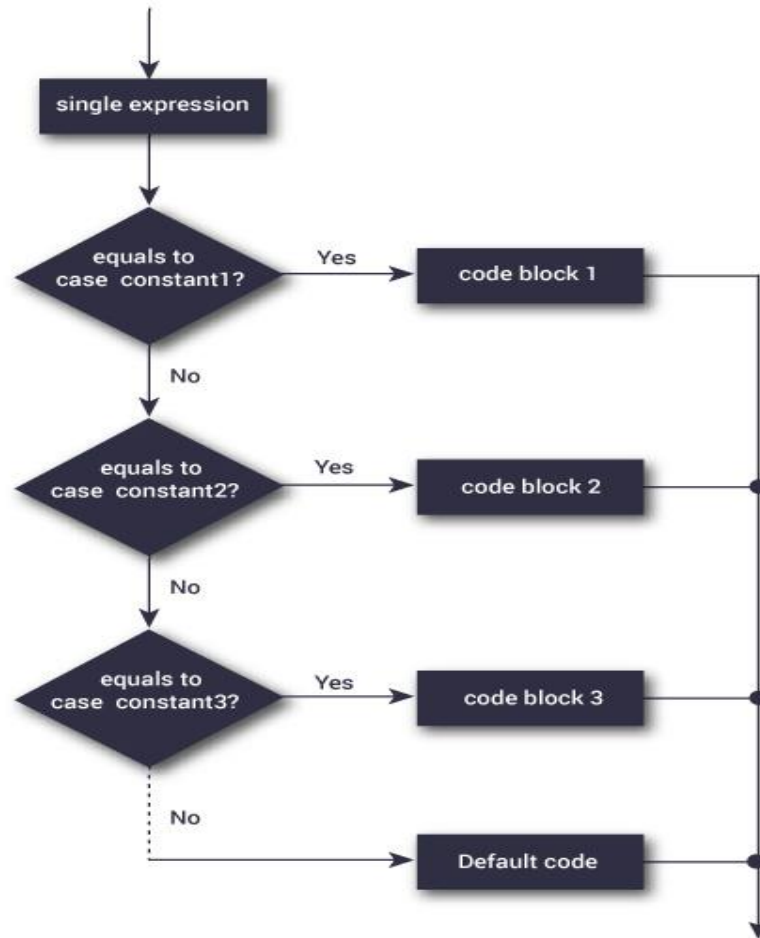 single expression
equals to
case constant1?
Yes
code block 1
No
equals to
case constant2?
Yes
code block 2
No
equals to
case constant3?
Yes
code block 3
No
Default code